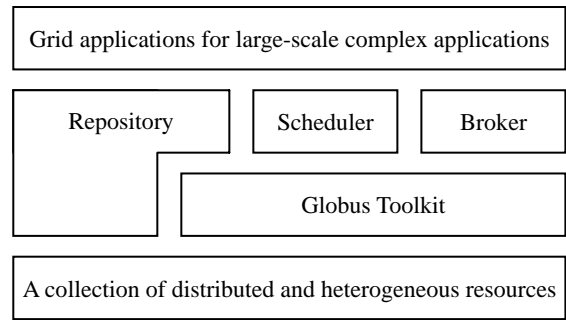 Grid applications for large-scale complex applications
Repository
Scheduler
Broker
Globus Toolkit
A collection of distributed and heterogeneous resources